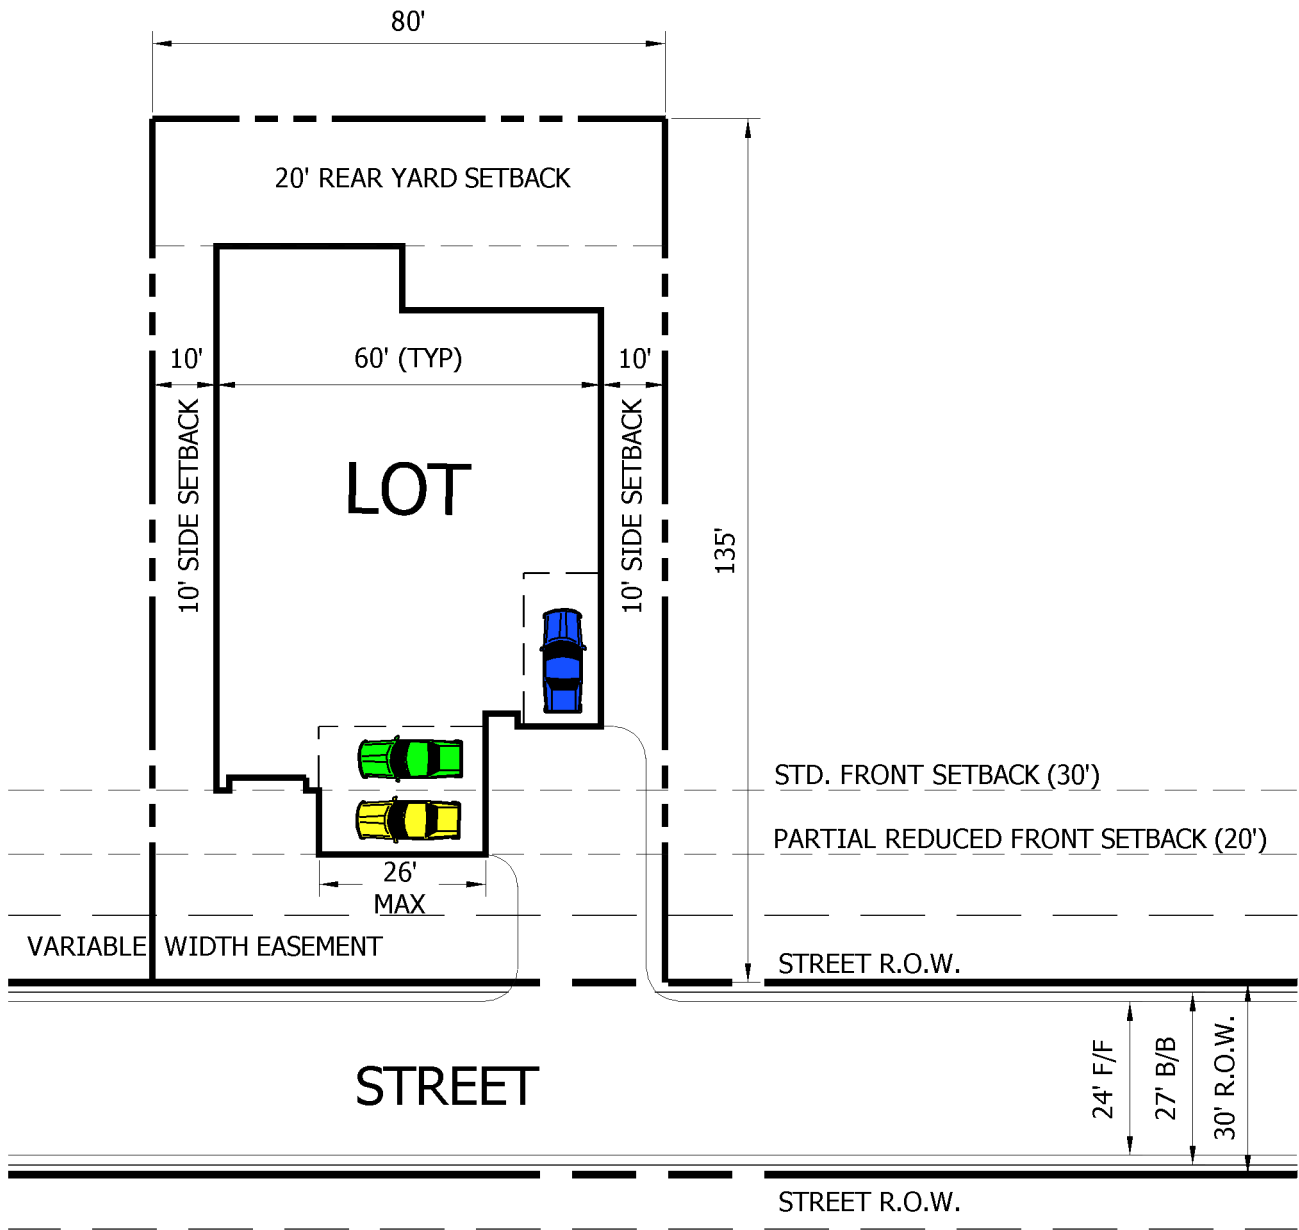 80'
20' REAR YARD SETBACK
10'
60' (TYP)
10'
10' SIDE SETBACK
10' SIDE SETBACK
LOT
135'
STD. FRONT SETBACK (30')
PARTIAL REDUCED FRONT SETBACK (20')
26'
MAX
VARIABLE WIDTH EASEMENT
STREET R.O.W.
STREET
24' F/F
27' B/B
30' R.O.W.
STREET R.O.W.